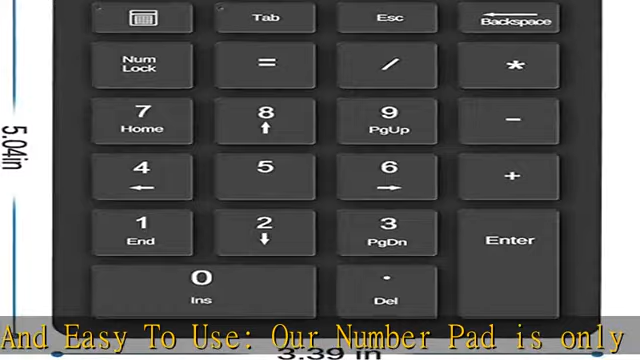 Tab Esc Backspace
Num Lock = / *
7 Home 8 9 PgUp -
5.04in
4 5 6 +
1 End 2 3 PgDn Enter
0 Ins . Del
And Easy To Use: Our Number Pad is only
3.39 in